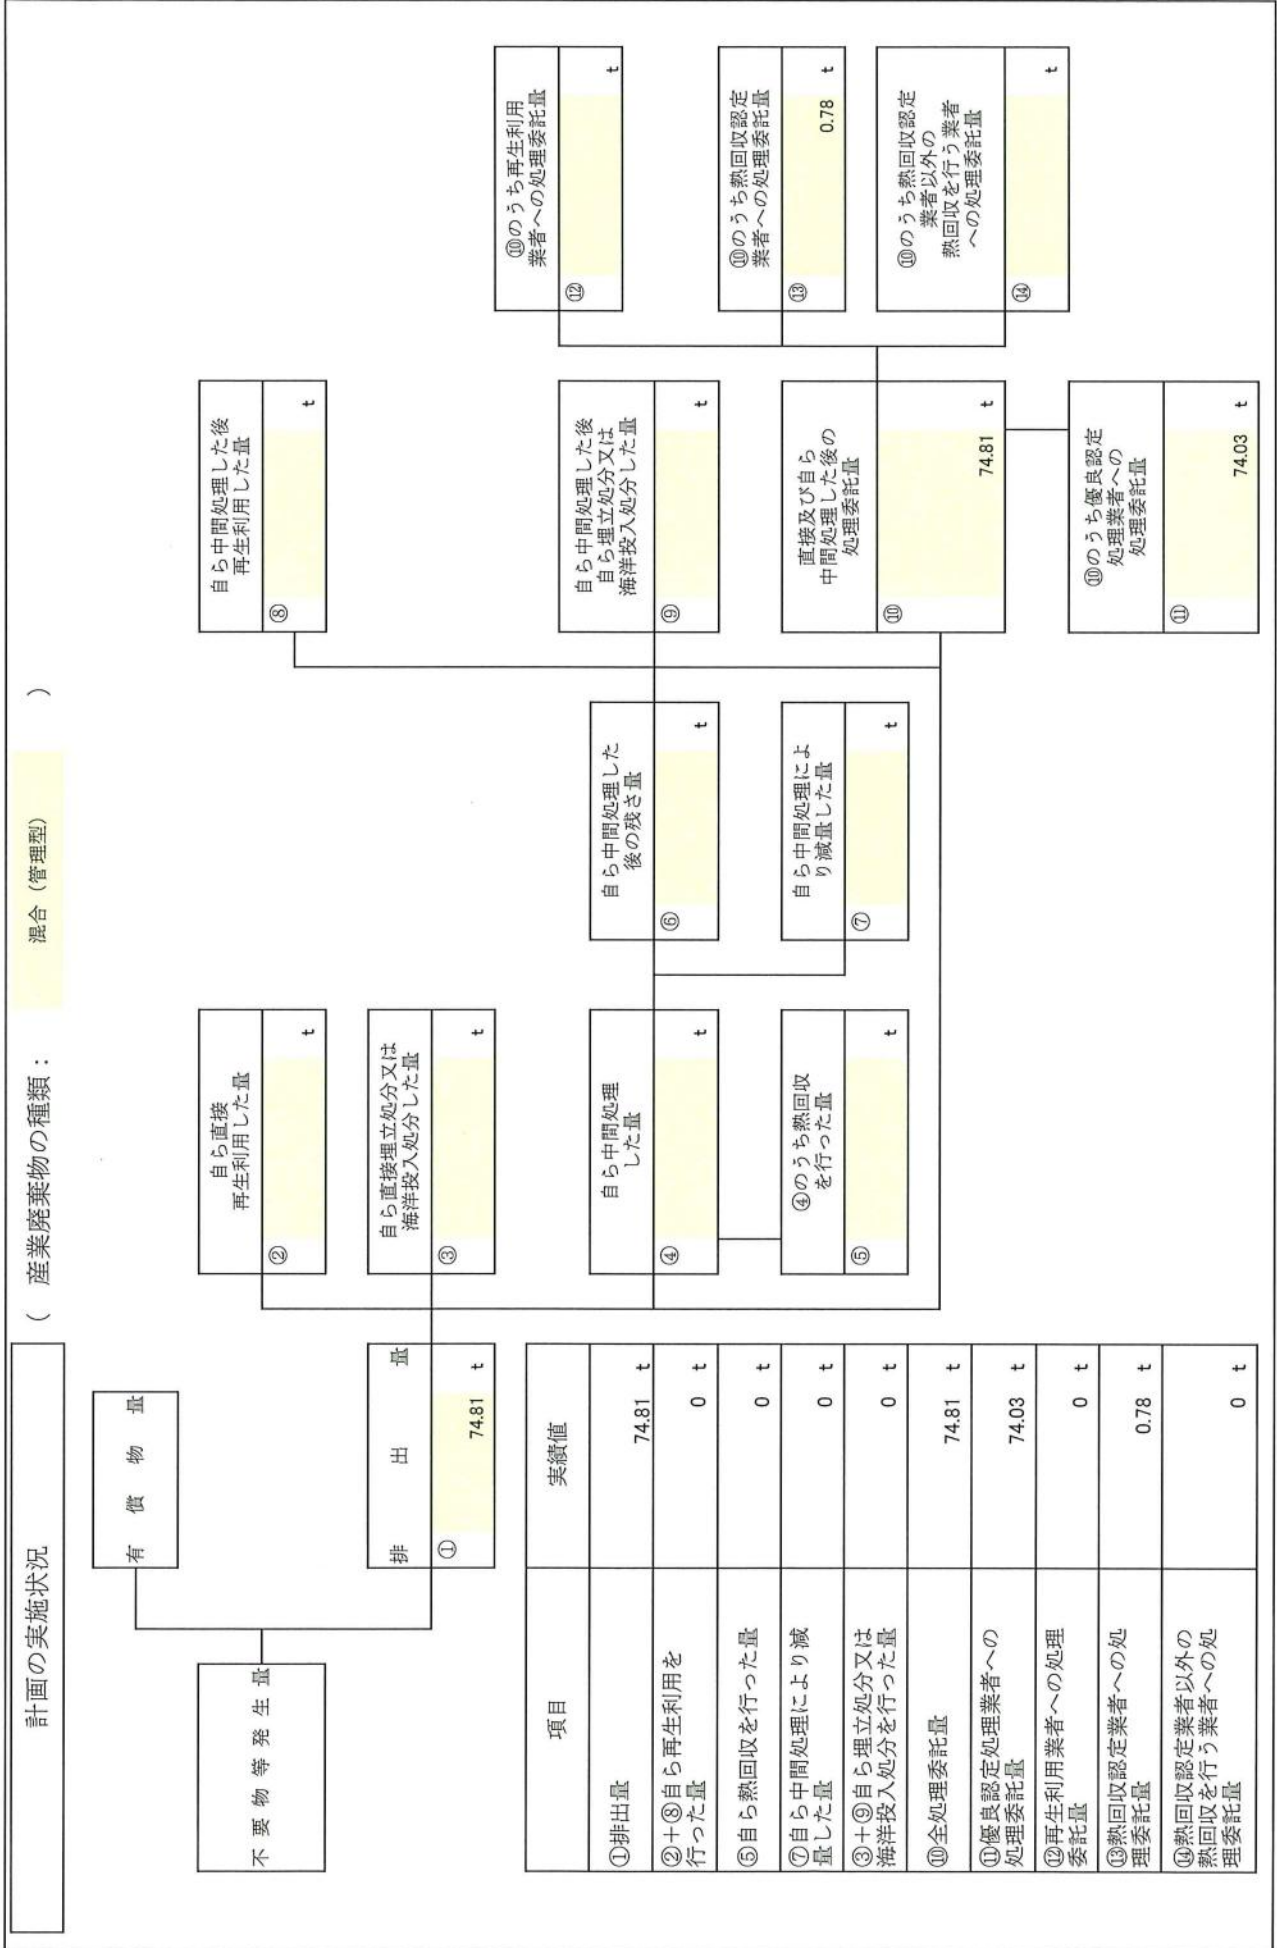 計画の実施状況
( 産業廃棄物の種類: 混合(管理型) )
不要物等発生量
有償物量
排出量
① 74.81 t
自ら直接
再生利用した量
② t
自ら直接埋立処分又は
海洋投入処分した量
③ t
自ら中間処理
した量
④ t
④のうち熱回収
を行った量
⑤ t
自ら中間処理した
後の残さ量
⑥ t
自ら中間処理によ
り減量した量
⑦ t
自ら中間処理した後
再生利用した量
⑧ t
自ら中間処理した後
自ら埋立処分又は
海洋投入処分した量
⑨ t
直接及び自ら
中間処理した後の
処理委託量
⑩ 74.81 t
⑩のうち優良認定
処理業者への
処理委託量
⑪ 74.03 t
⑩のうち再生利用
業者への処理委託量
⑫ t
⑩のうち熱回収認定
業者への処理委託量
⑬ 0.78 t
⑩のうち熱回収認定
業者以外の
熱回収を行う業者
への処理委託量
⑭ t
項目 実績値
①排出量 74.81 t
②+⑧自ら再生利用を
行った量 0 t
⑤自ら熱回収を行った量 0 t
⑦自ら中間処理により減
量した量 0 t
③+⑨自ら埋立処分又は
海洋投入処分を行った量 0 t
⑩全処理委託量 74.81 t
⑪優良認定処理業者への
処理委託量 74.03 t
⑫再生利用業者への処理
委託量 0 t
⑬熱回収認定業者への処
理委託量 0.78 t
⑭熱回収認定業者以外の
熱回収を行う業者への処
理委託量 0 t